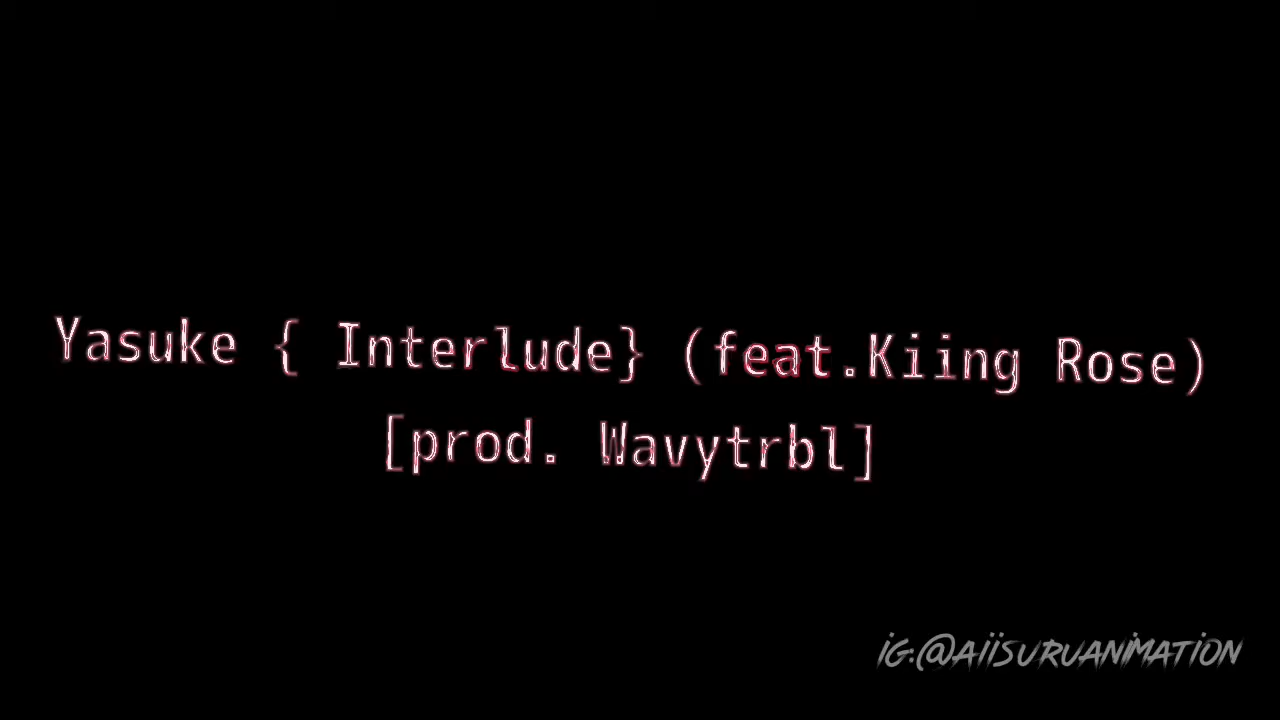 Yasuke { Interlude} (feat.Kiing Rose)
[prod. Wavytrbl]
iG:@AiiSURUANiMATiON